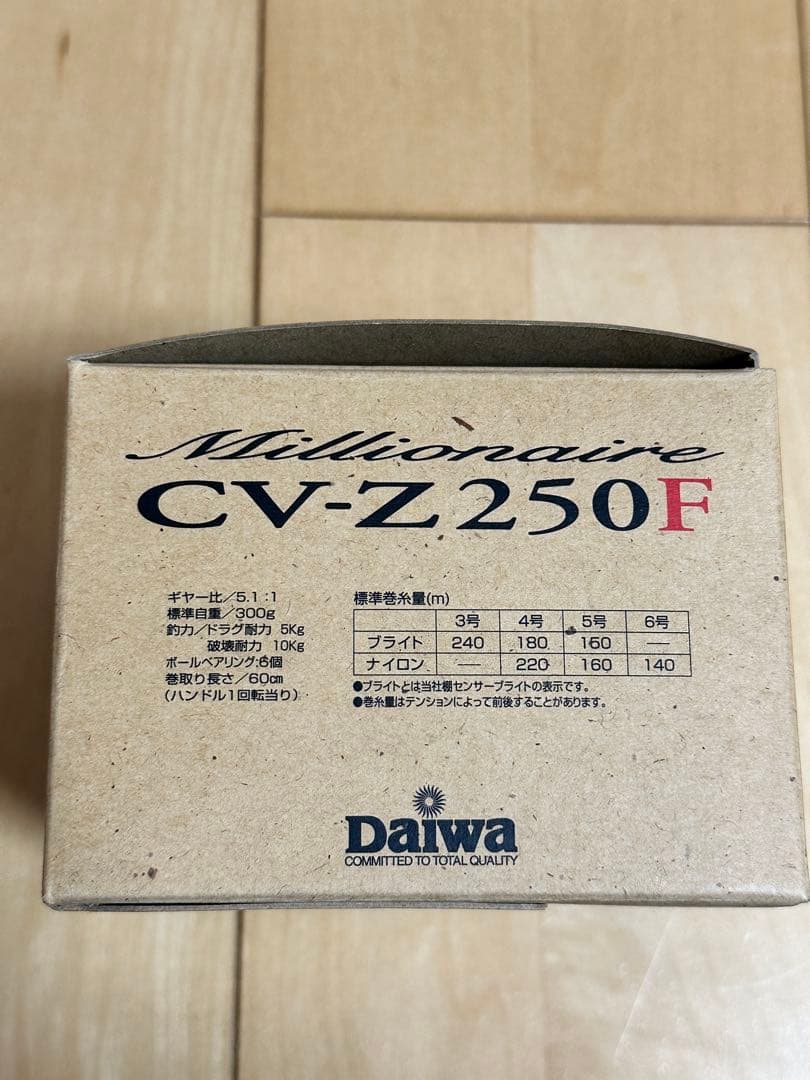 Millionaire
CV-Z250F
ギヤー比/5.1:1
標準自重/300g
釣力/ドラグ耐力 5Kg
破壊耐力 10Kg
ボールベアリング:6個
巻取り長さ/60cm
(ハンドル1回転当り)
標準巻糸量(m)
3号 4号 5号 6号
ブライト 240 180 150 —
ナイロン — 220 160 140
●ブライトとは当社棚センサーブライトの表示です。
●巻糸量はテンションによって前後することがあります。
Daiwa
COMMITTED TO TOTAL QUALITY